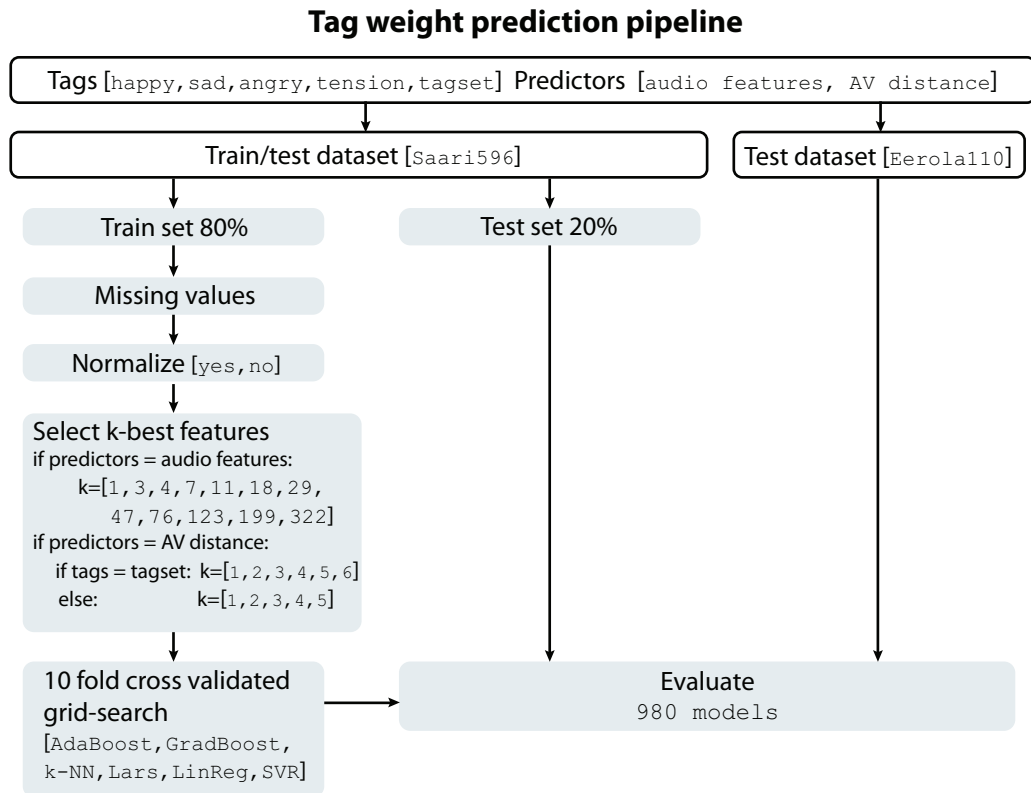 Tag weight prediction pipeline
Tags [happy,sad,angry,tension,tagset] Predictors [audio features, AV distance]
Train/test dataset [Saari596]
Test dataset [Eerola110]
Train set 80%
Test set 20%
Missing values
Normalize [yes,no]
Select k-best features
if predictors = audio features:
k=[1,3,4,7,11,18,29,
47,76,123,199,322]
if predictors = AV distance:
if tags = tagset: k=[1,2,3,4,5,6]
else: k=[1,2,3,4,5]
10 fold cross validated
grid-search
[AdaBoost,GradBoost,
k-NN,Lars,LinReg,SVR]
Evaluate
980 models